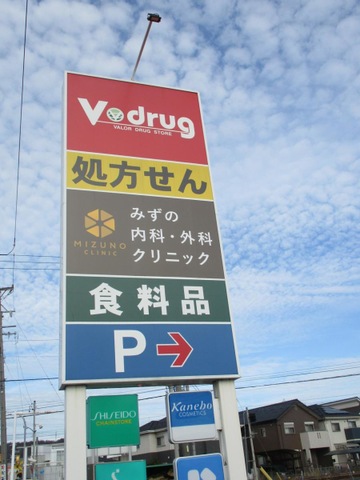 V drug
VALOR DRUG STORE
処方せん
みずの
内科・外科
クリニック
MIZUNO
CLINIC
食料品
P →
SHISEIDO
CHAINSTORE
Kanebo
COSMETICS